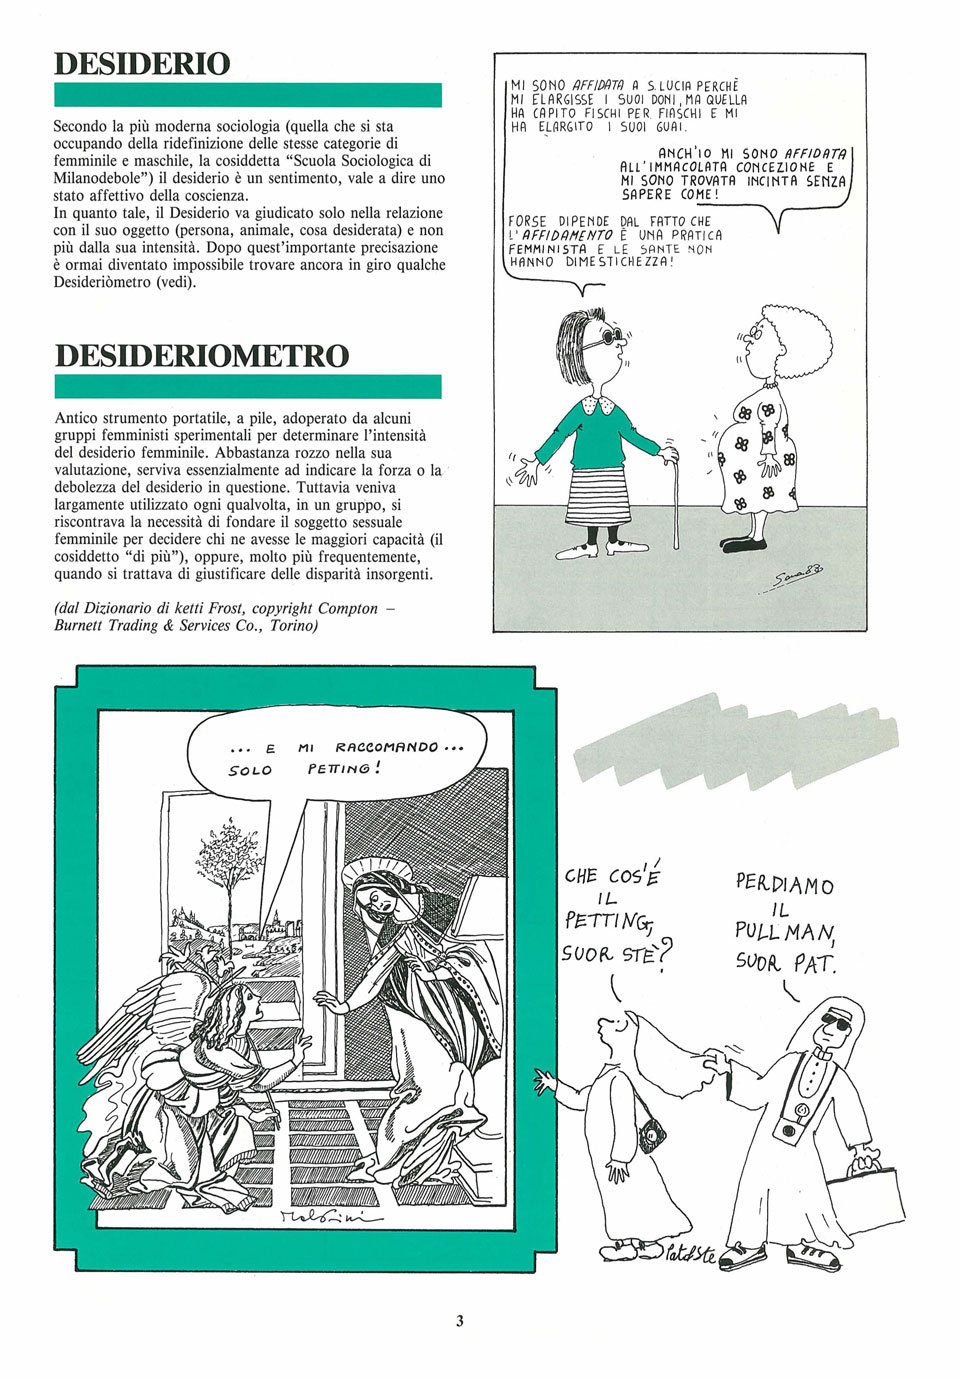 DESIDERIO
Secondo la più moderna sociologia (quella che si sta
occupando della ridefinizione delle stesse categorie di
femminile e maschile, la cosiddetta “Scuola Sociologica di
Milanodebole”) il desiderio è un sentimento, vale a dire uno
stato affettivo della coscienza.
In quanto tale, il Desiderio va giudicato solo nella relazione
con il suo oggetto (persona, animale, cosa desiderata) e non
più dalla sua intensità. Dopo quest’importante precisazione
è ormai diventato impossibile trovare ancora in giro qualche
Desideriòmetro (vedi).
DESIDERIOMETRO
Antico strumento portatile, a pile, adoperato da alcuni
gruppi femministi sperimentali per determinare l’intensità
del desiderio femminile. Abbastanza rozzo nella sua
valutazione, serviva essenzialmente ad indicare la forza o la
debolezza del desiderio in questione. Tuttavia veniva
largamente utilizzato ogni qualvolta, in un gruppo, si
riscontrava la necessità di fondare il soggetto sessuale
femminile per decidere chi ne avesse le maggiori capacità (il
cosiddetto “di più”), oppure, molto più frequentemente,
quando si trattava di giustificare delle disparità insorgenti.
(dal Dizionario di ketti Frost, copyright Compton –
Burnett Trading & Services Co., Torino)
MI SONO AFFIDATA A S. LUCIA PERCHÈ
MI ELARGISSE I SUOI DONI, MA QUELLA
HA CAPITO FISCHI PER FIASCHI E MI
HA ELARGITO I SUOI GUAI.
ANCH'IO MI SONO AFFIDATA
ALL'IMMACOLATA CONCEZIONE E
MI SONO TROVATA INCINTA SENZA
SAPERE COME!
FORSE DIPENDE DAL FATTO CHE
L'AFFIDAMENTO È UNA PRATICA
FEMMINISTA E LE SANTE NON
HANNO DIMESTICHEZZA!
... E MI RACCOMANDO ...
SOLO PETTING!
CHE COS'É
IL
PETTING,
SUOR STÈ?
PERDIAMO
IL
PULLMAN,
SUOR PAT.
Pat&Ste
3